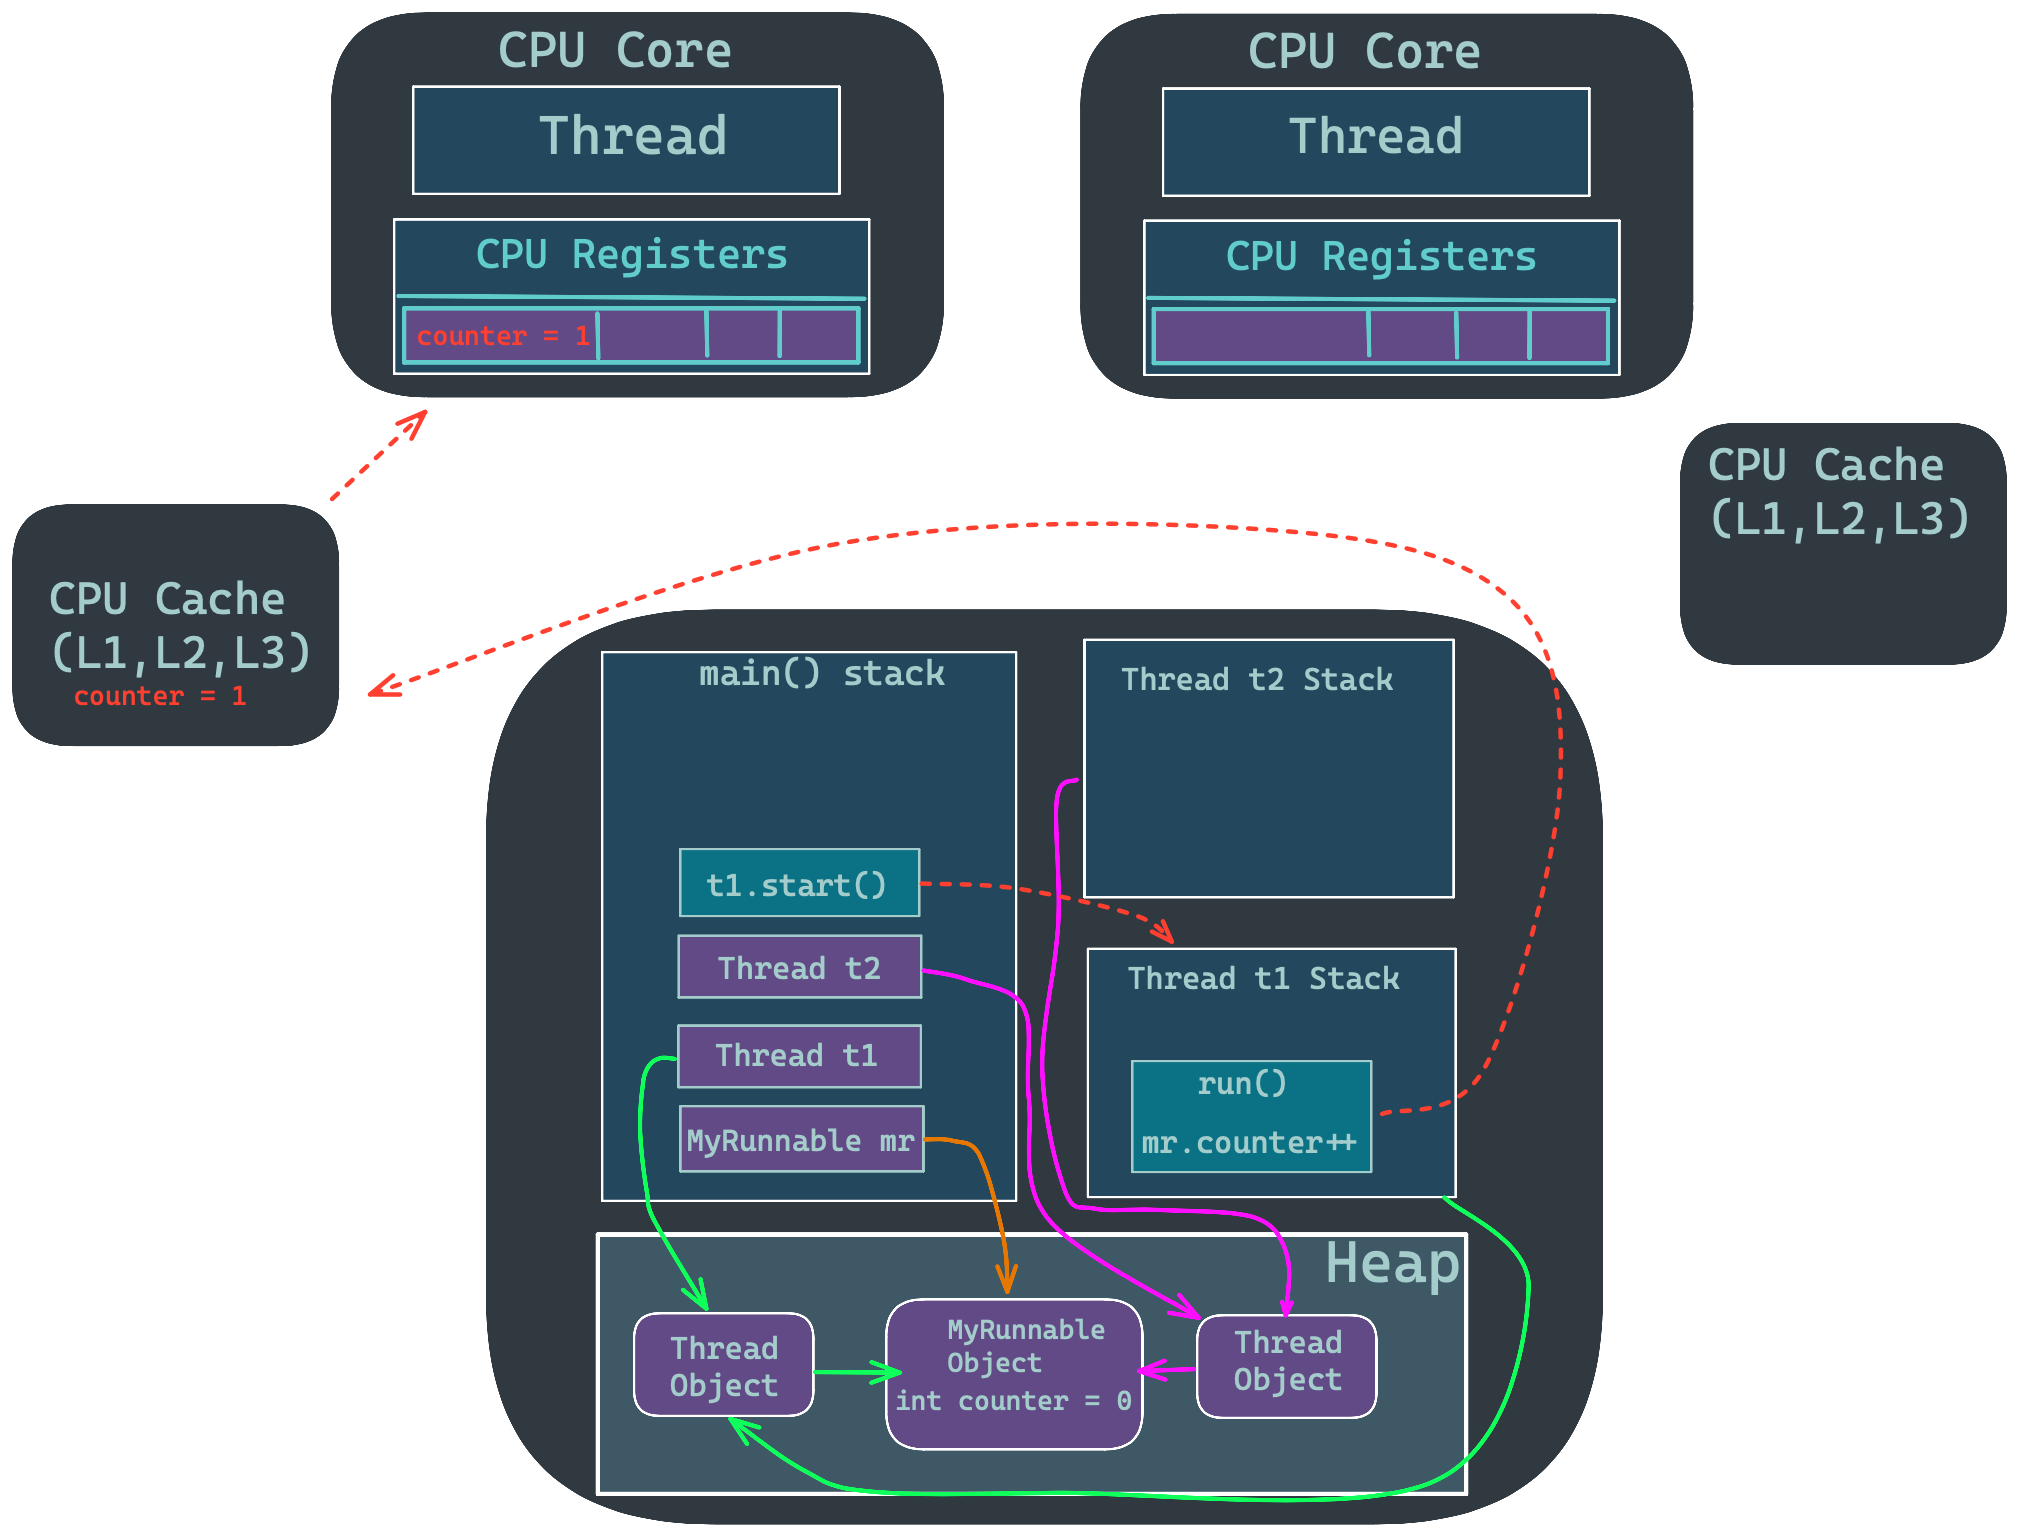 CPU Core
Thread
CPU Registers
counter = 1
CPU Core
Thread
CPU Registers
CPU Cache
(L1,L2,L3)
CPU Cache
(L1,L2,L3)
counter = 1
main() stack
t1.start()
Thread t2
Thread t1
MyRunnable mr
Thread t2 Stack
Thread t1 Stack
run()
mr.counter++
Heap
Thread
Object
MyRunnable
Object
int counter = 0
Thread
Object